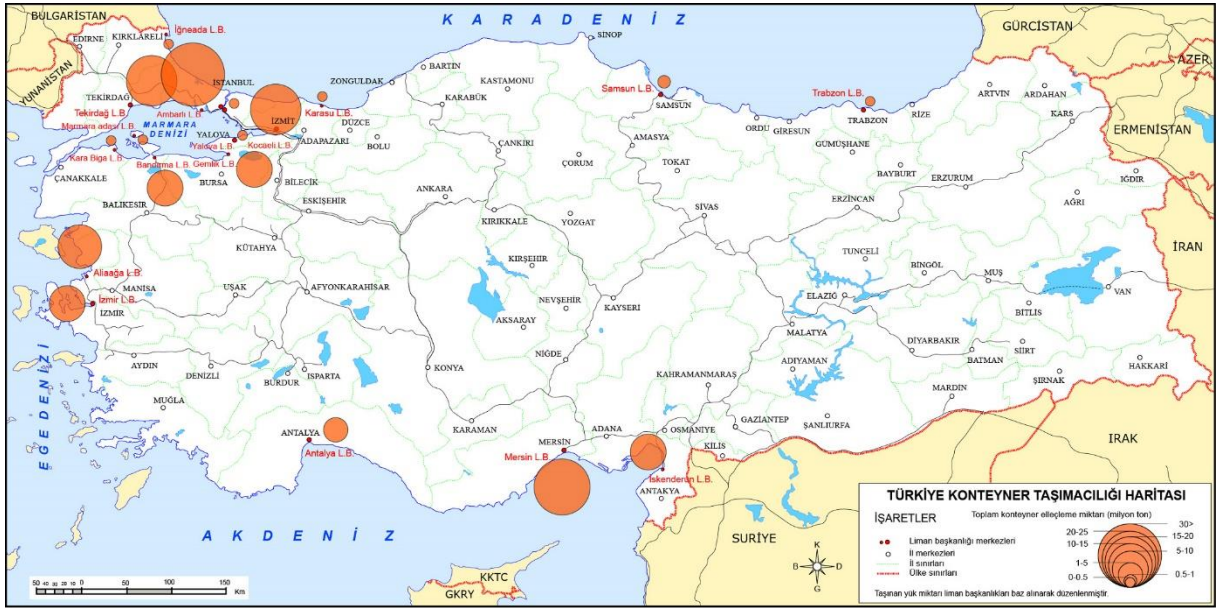 BULGARİSTAN
K A R A D E N İ Z
GÜRCİSTAN
İğneada L.B.
EDİRNE
KIRKLARELİ
SİNOP
AZER
YUNANİSTAN
BARTIN
KASTAMONU
ZONGULDAK
İSTANBUL
ARTVİN
ARDAHAN
TEKİRDAĞ
KARABÜK
Samsun L.B.
SAMSUN
Trabzon L.B.
TRABZON
RİZE
Tekirdağ L.B.
Ambarlı L.B.
Karasu L.B.
İZMİT
DÜZCE
ORDU
GİRESUN
KARS
ERMENİSTAN
Marmara adası L.B.
MARMARA
DENİZİ
YALOVA
Yalova L.B.
Kocaeli L.B.
ADAPAZARI
BOLU
AMASYA
ÇANKIRI
GÜMÜŞHANE
Kara Biga L.B.
Bandırma L.B.
Gemlik L.B.
ÇORUM
TOKAT
BAYBURT
ÇANAKKALE
BURSA
BİLECİK
ANKARA
ERZURUM
IĞDIR
BALIKESİR
ESKİŞEHİR
KIRIKKALE
YOZGAT
SİVAS
ERZİNCAN
AĞRI
KÜTAHYA
TUNCELİ
İRAN
KIRŞEHİR
BİNGÖL
MUŞ
Aliağa L.B.
MANİSA
UŞAK
AFYONKARAHİSAR
NEVŞEHİR
KAYSERİ
ELAZIĞ
VAN
İzmir L.B.
İZMİR
AKSARAY
BİTLİS
MALATYA
EGE DENİZİ
AYDIN
DENİZLİ
BURDUR
ISPARTA
KONYA
NİĞDE
ADIYAMAN
DİYARBAKIR
BATMAN
SİİRT
HAKKARİ
KAHRAMANMARAŞ
ŞIRNAK
MUĞLA
MARDİN
ANTALYA
Antalya L.B.
KARAMAN
MERSİN
Mersin L.B.
ADANA
OSMANİYE
GAZİANTEP
ŞANLIURFA
KİLİS
IRAK
İskenderun L.B.
ANTAKYA
A K D E N İ Z
SURİYE
K
B
D
G
KKTC
GKRY
50 40 30 20 10 0 50 100 150
Km
TÜRKİYE KONTEYNER TAŞIMACILIĞI HARİTASI
İŞARETLER
Toplam konteyner elleçleme miktarı (milyon ton)
Liman başkanlığı merkezleri
İl merkezleri
İl sınırları
Ülke sınırları
20-25
10-15
1-5
0-0.5
30>
15-20
5-10
0.5-1
Taşınan yük miktarı liman başkanlıkları baz alınarak düzenlenmiştir.